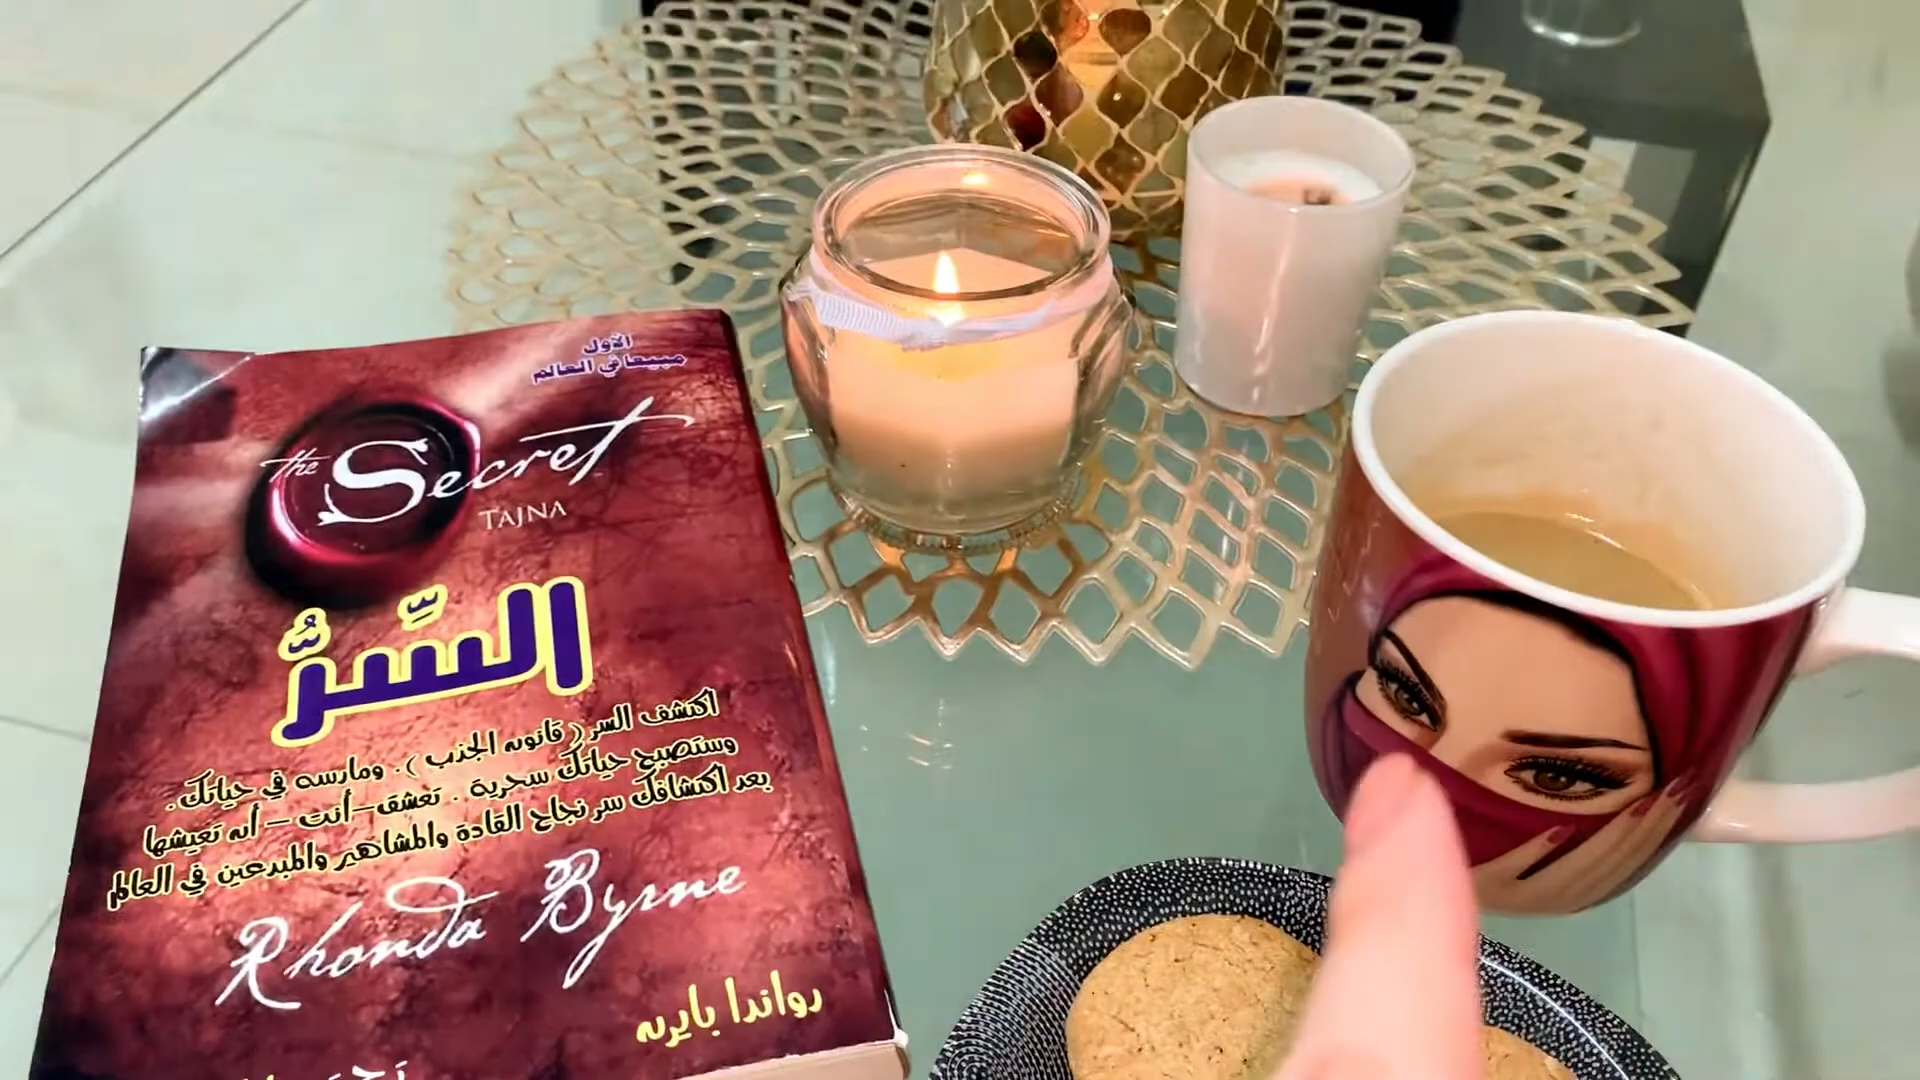 الأول
مبيعا في العالم
the Secret
TAJNA
السِّرُّ
اكتشف السر ( قانون الجذب ). ومارسه في حياتك.
وستصبح حياتك سحرية . تعشق-أنت - أن تعيشها
بعد اكتشافك سر نجاح القادة والمشاهير والمبدعين في العالم
Rhonda Byrne
رواندا بايرن